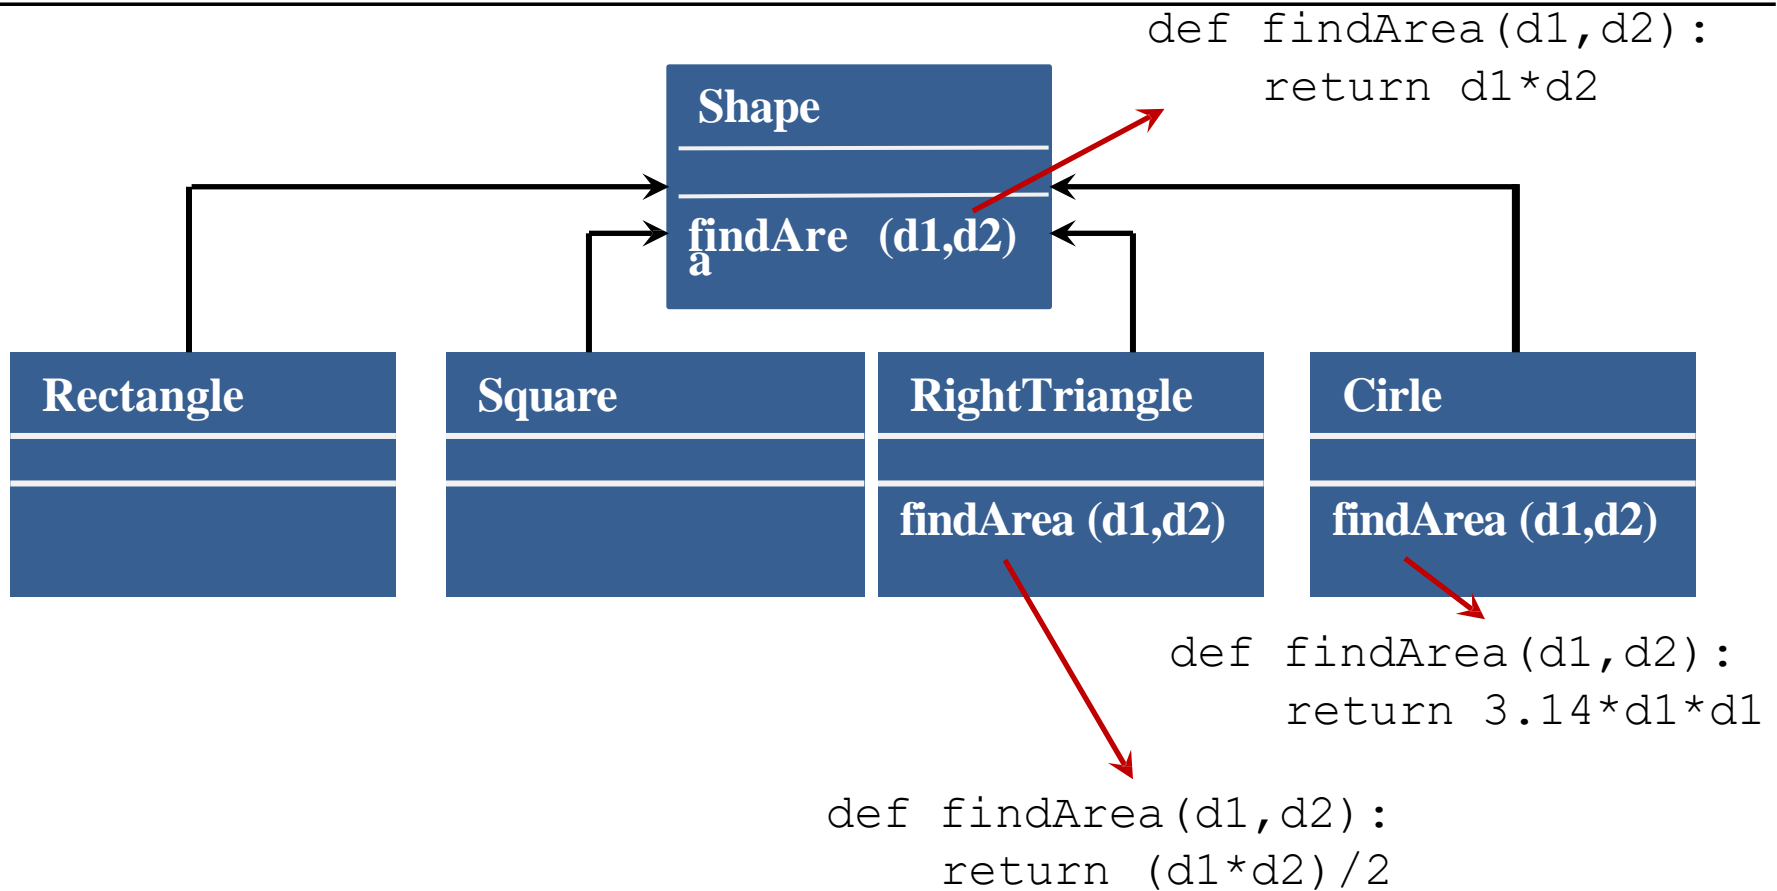 def findArea(d1,d2):
return d1*d2
Shape
findAre (d1,d2)
a
Rectangle
Square
RightTriangle
Cirle
findArea (d1,d2)
findArea (d1,d2)
def findArea(d1,d2):
return 3.14*d1*d1
def findArea(d1,d2):
return (d1*d2)/2